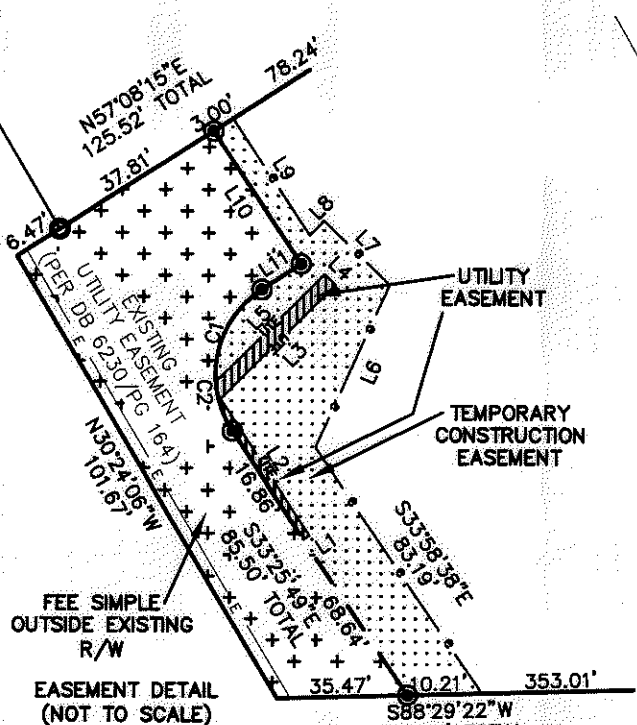 78.24'
N57°08'15"E
125.52' TOTAL
3.00'
37.81'
6.47'
L9
L8
L7
L10
L11
L4
UTILITY
EASEMENT
EXISTING
UTILITY EASEMENT
(PER DB 6230/PG 164)
L5
L3
C1
L6
C2
TEMPORARY
CONSTRUCTION
EASEMENT
L2
16.86'
N30°24'06"W
101.67'
S33°25'49"E
85.50' TOTAL
L1
68.64'
S33°58'38"E
83.19'
E
E
E
E
FEE SIMPLE
OUTSIDE EXISTING
R/W
EASEMENT DETAIL
(NOT TO SCALE)
35.47'
10.21'
353.01'
S88°29'22"W